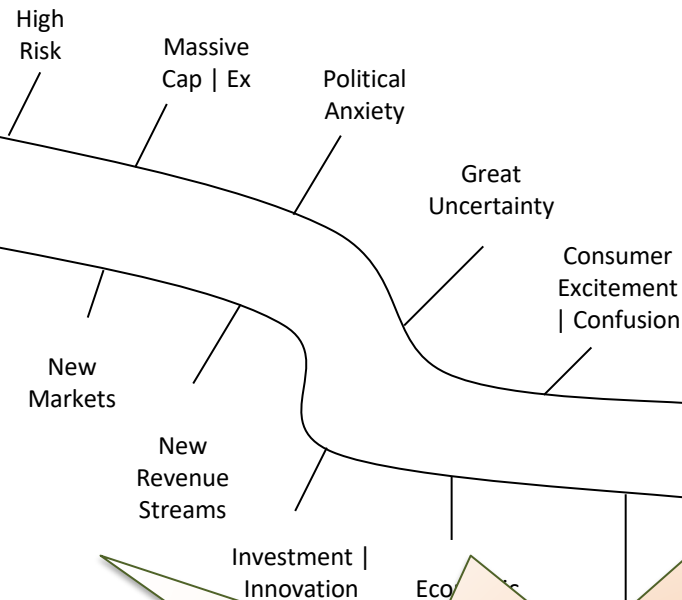 High
Risk
Massive
Cap | Ex
Political
Anxiety
Great
Uncertainty
Consumer
Excitement
| Confusion
New
Markets
New
Revenue
Streams
Investment |
Innovation